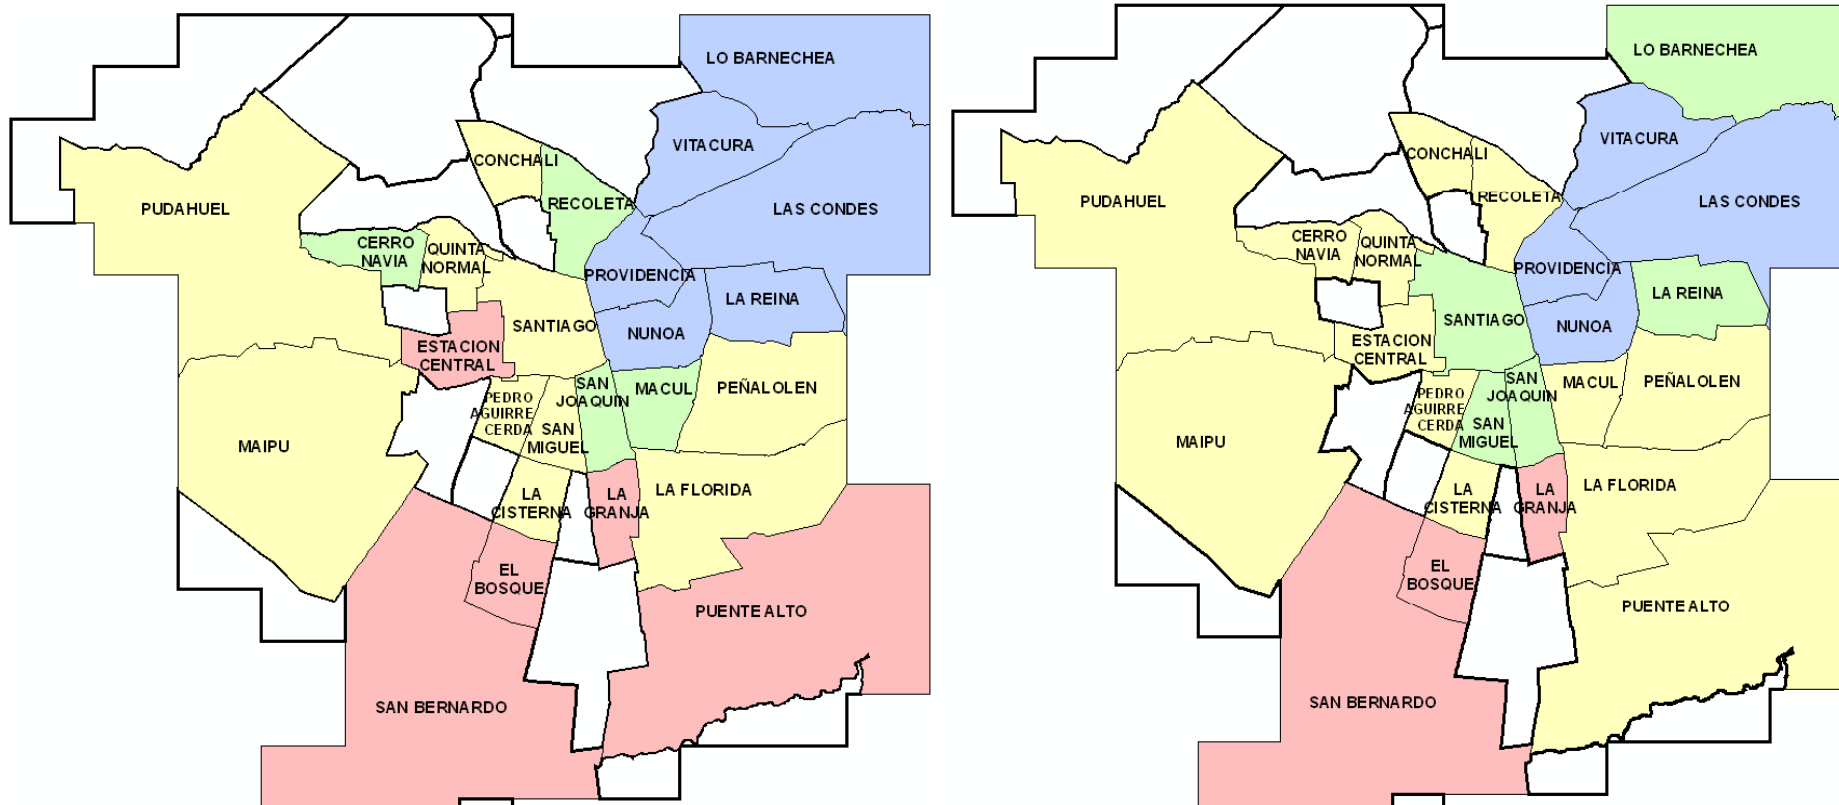 LO BARNECHEA
VITACURA
CONCHALI
LAS CONDES
PUDAHUEL
RECOLETA
CERRO
NAVIA
QUINTA
NORMAL
PROVIDENCIA
LA REINA
SANTIAGO
NUNOA
ESTACION
CENTRAL
SAN
JOAQUIN
MACUL
PEÑALOLEN
PEDRO
AGUIRRE
CERDA
SAN
MIGUEL
MAIPU
LA FLORIDA
LA
CISTERNA
LA
GRANJA
EL
BOSQUE
PUENTE ALTO
SAN BERNARDO
LO BARNECHEA
VITACURA
CONCHALI
LAS CONDES
PUDAHUEL
RECOLETA
CERRO
NAVIA
QUINTA
NORMAL
PROVIDENCIA
LA REINA
SANTIAGO
NUNOA
ESTACION
CENTRAL
SAN
JOAQUIN
MACUL
PEÑALOLEN
PEDRO
AGUIRRE
CERDA
SAN
MIGUEL
MAIPU
LA FLORIDA
LA
CISTERNA
LA
GRANJA
EL
BOSQUE
PUENTE ALTO
SAN BERNARDO